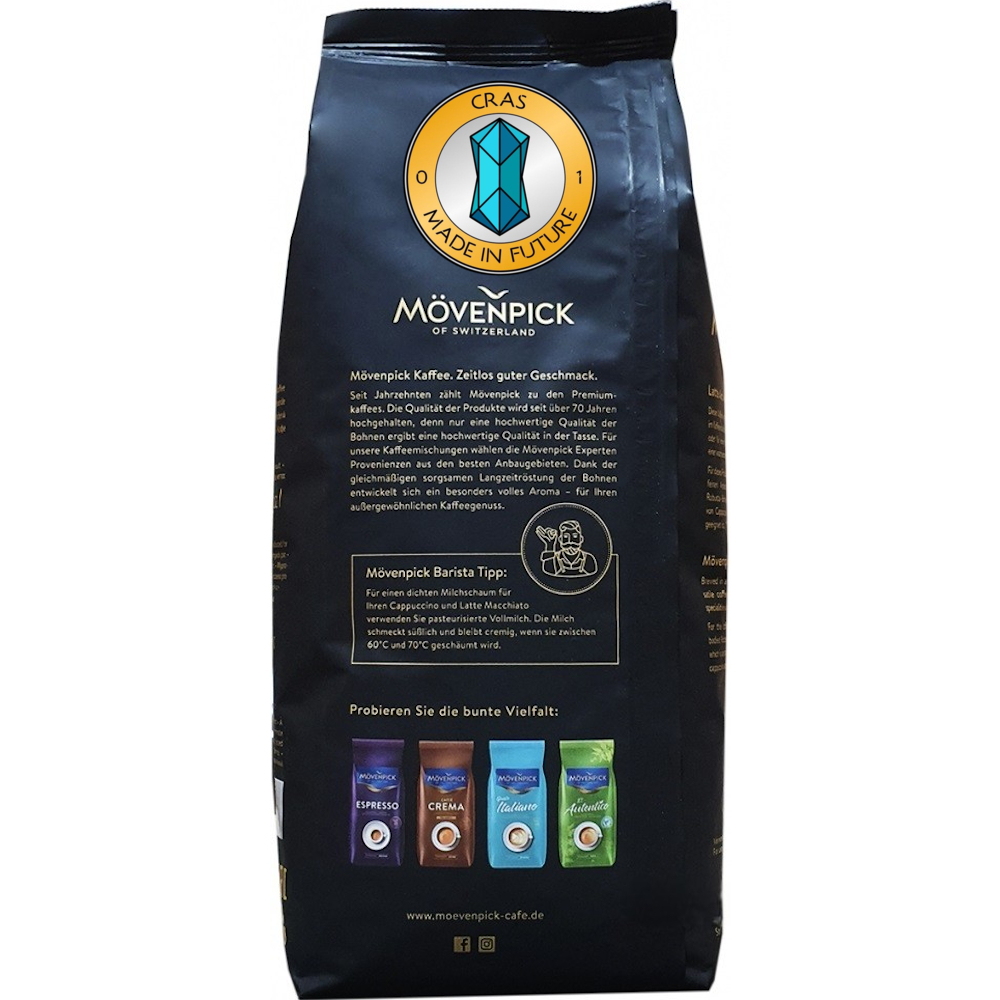 CRAS
0
1
MADE IN FUTURE
MÖVENPICK
OF SWITZERLAND
Mövenpick Kaffee. Zeitlos guter Geschmack.
Seit Jahrzehnten zählt Mövenpick zu den Premium-
kaffees. Die Qualität der Produkte wird seit über 70 Jahren
hochgehalten, denn nur eine hochwertige Qualität der
Bohnen ergibt eine hochwertige Qualität in der Tasse. Für
unsere Kaffeemischungen wählen die Mövenpick Experten
Provenienzen aus den besten Anbaugebieten. Dank der
gleichmäßigen sorgsamen Langzeitröstung der Bohnen
entwickelt sich ein besonders volles Aroma – für Ihren
außergewöhnlichen Kaffeegenuss.
Mövenpick Barista Tipp:
Für einen dichten Milchschaum für
Ihren Cappuccino und Latte Macchiato
verwenden Sie pasteurisierte Vollmilch. Die Milch
schmeckt süßlich und bleibt cremig, wenn sie zwischen
60°C und 70°C geschäumt wird.
Probieren Sie die bunte Vielfalt:
MÖVENPICK
ESPRESSO
MÖVENPICK
CREMA
MÖVENPICK
Italiano
MÖVENPICK
Autentico
www.moevenpick-cafe.de